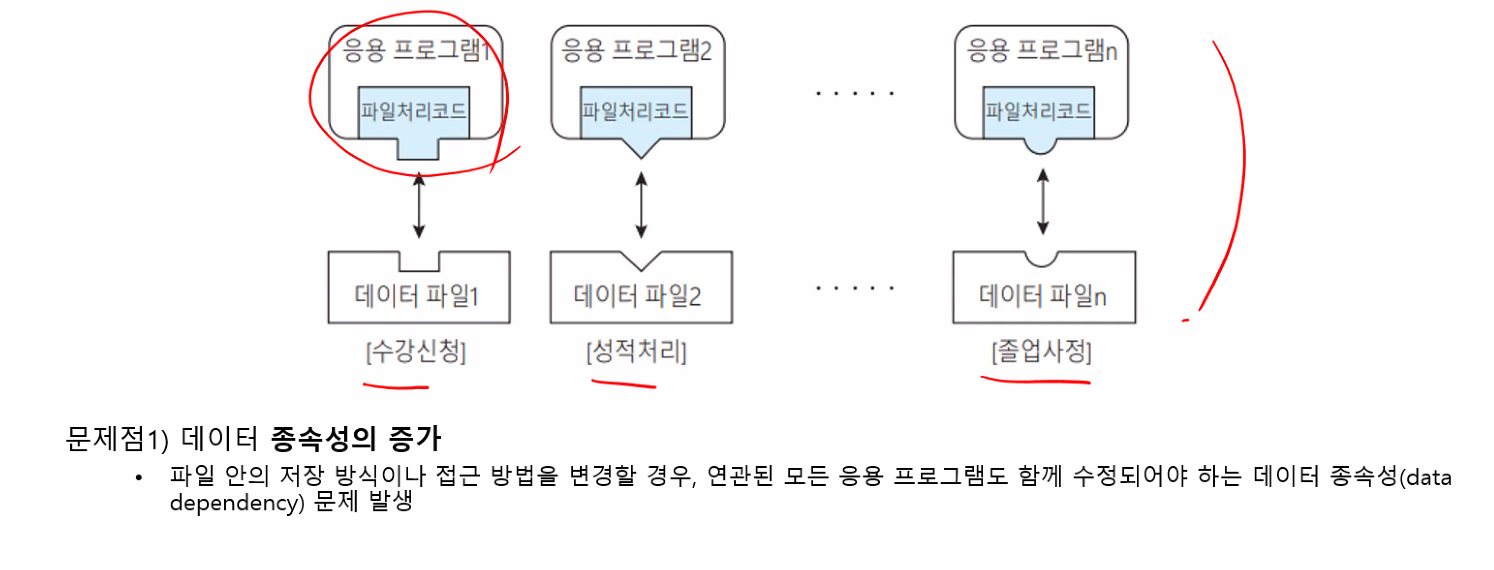 응용 프로그램1 응용 프로그램2 응용 프로그램n
파일처리코드 파일처리코드 · · · · · 파일처리코드
데이터 파일1 데이터 파일2 · · · · · 데이터 파일n
[수강신청] [성적처리] [졸업사정]
문제점1) 데이터 종속성의 증가
• 파일 안의 저장 방식이나 접근 방법을 변경할 경우, 연관된 모든 응용 프로그램도 함께 수정되어야 하는 데이터 종속성(data
dependency) 문제 발생